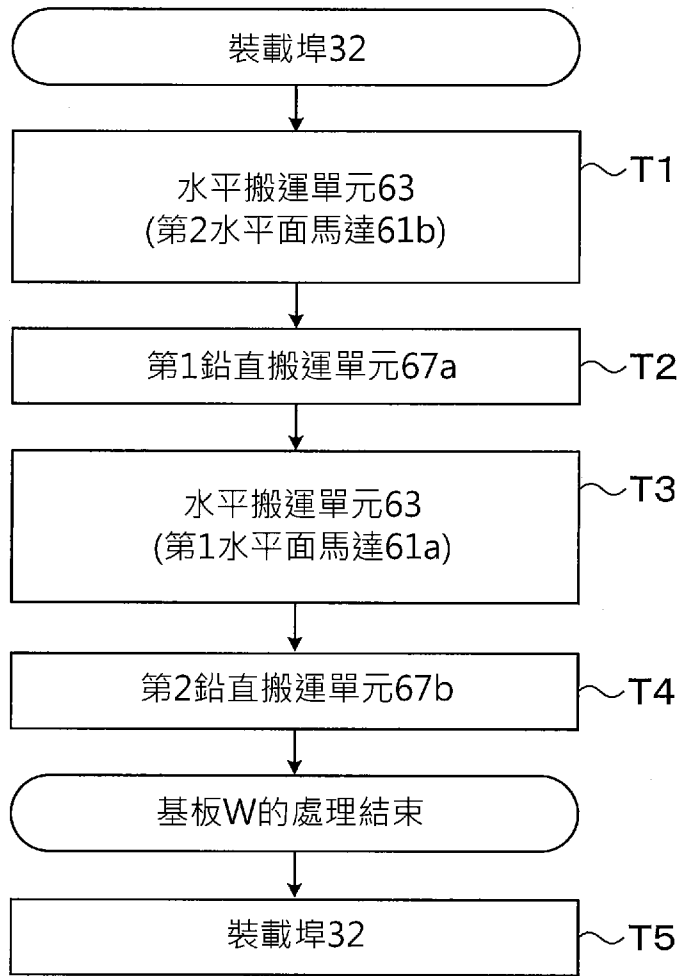 裝載埠32
水平搬運單元63
(第2水平面馬達61b)
T1
第1鉛直搬運單元67a
T2
水平搬運單元63
(第1水平面馬達61a)
T3
第2鉛直搬運單元67b
T4
基板W的處理結束
裝載埠32
T5